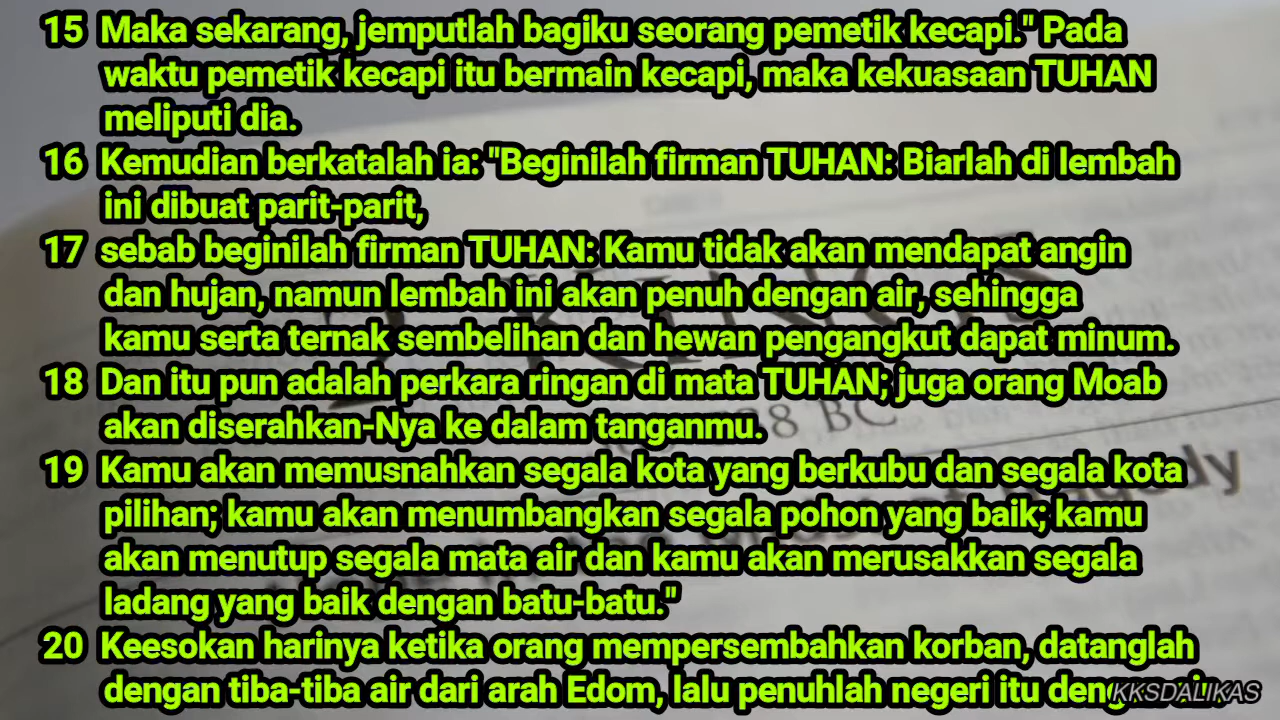 15 Maka sekarang, jemputlah bagiku seorang pemetik kecapi." Pada
waktu pemetik kecapi itu bermain kecapi, maka kekuasaan TUHAN
meliputi dia.
16 Kemudian berkatalah ia: "Beginilah firman TUHAN: Biarlah di lembah
ini dibuat parit-parit,
17 sebab beginilah firman TUHAN: Kamu tidak akan mendapat angin
dan hujan, namun lembah ini akan penuh dengan air, sehingga
kamu serta ternak sembelihan dan hewan pengangkut dapat minum.
18 Dan itu pun adalah perkara ringan di mata TUHAN; juga orang Moab
akan diserahkan-Nya ke dalam tanganmu.
19 Kamu akan memusnahkan segala kota yang berkubu dan segala kota
pilihan; kamu akan menumbangkan segala pohon yang baik; kamu
akan menutup segala mata air dan kamu akan merusakkan segala
ladang yang baik dengan batu-batu."
20 Keesokan harinya ketika orang mempersembahkan korban, datanglah
dengan tiba-tiba air dari arah Edom, lalu penuhlah negeri itu
KKSDALIKAS